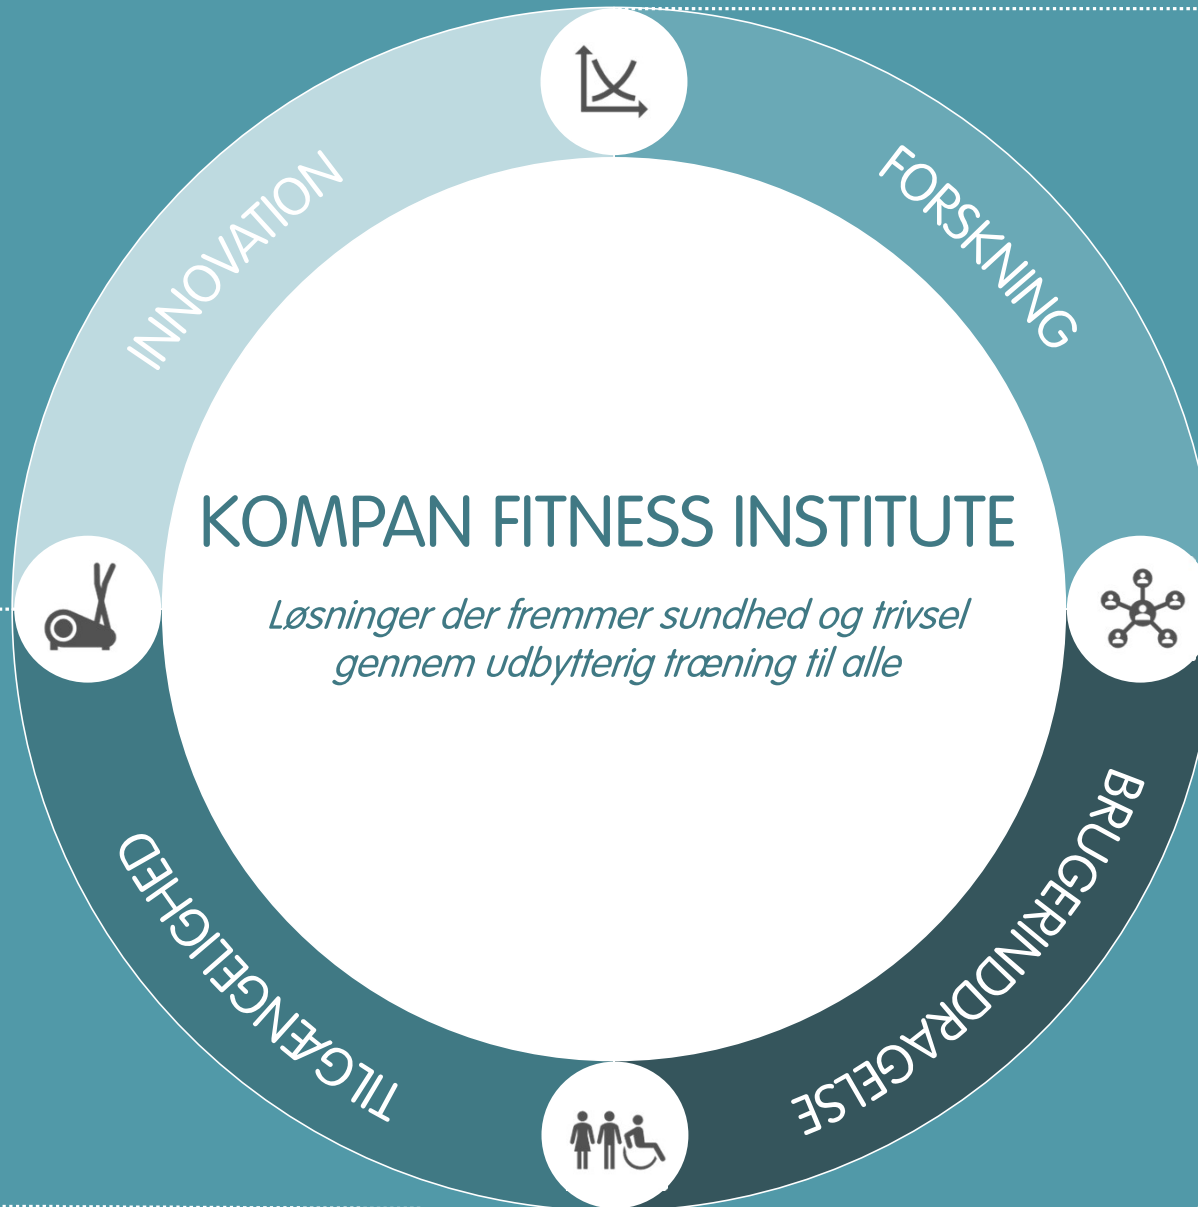 INNOVATION
FORSKNING
KOMPAN FITNESS INSTITUTE
Løsninger der fremmer sundhed og trivsel
gennem udbytterig træning til alle
TILGÆNGELIGHED
BRUGERINDDRAGELSE